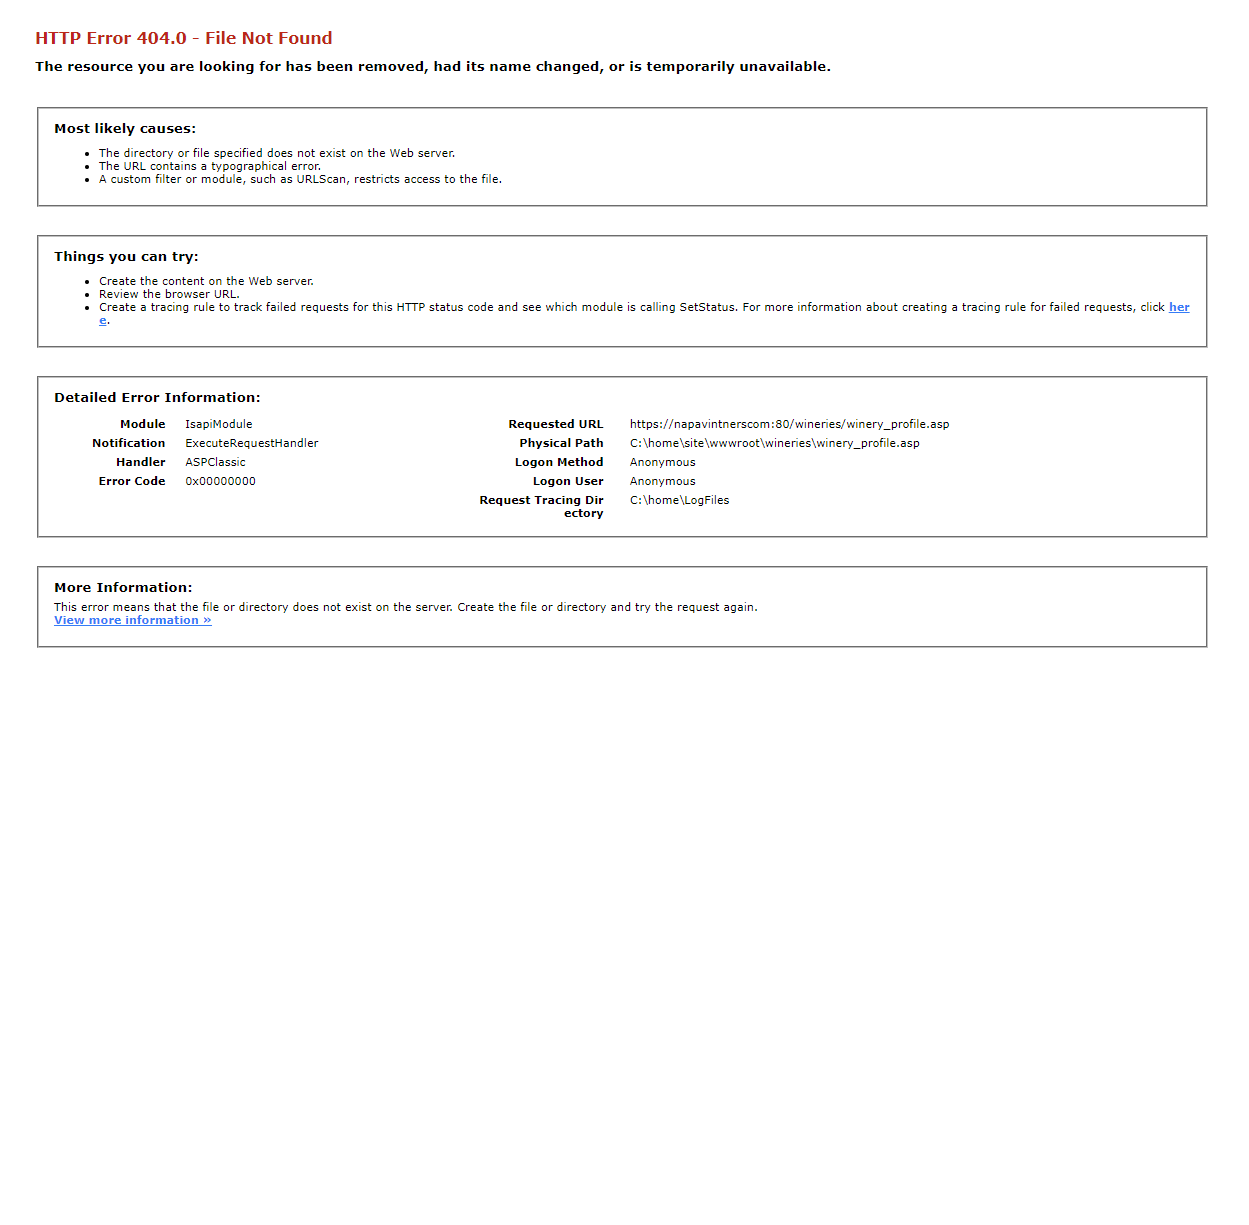 HTTP Error 404.0 - File Not Found
The resource you are looking for has been removed, had its name changed, or is temporarily unavailable.
Most likely causes:
The directory or file specified does not exist on the Web server.
The URL contains a typographical error.
A custom filter or module, such as URLScan, restricts access to the file.
Things you can try:
Create the content on the Web server.
Review the browser URL.
Create a tracing rule to track failed requests for this HTTP status code and see which module is calling SetStatus. For more information about creating a tracing rule for failed requests, click her
e.
Detailed Error Information:
Module IsapiModule
Notification ExecuteRequestHandler
Handler ASPClassic
Error Code 0x00000000
Requested URL https://napavintnerscom:80/wineries/winery_profile.asp
Physical Path C:\home\site\wwwroot\wineries\winery_profile.asp
Logon Method Anonymous
Logon User Anonymous
Request Tracing Dir C:\home\LogFiles
ectory
More Information:
This error means that the file or directory does not exist on the server. Create the file or directory and try the request again.
View more information »